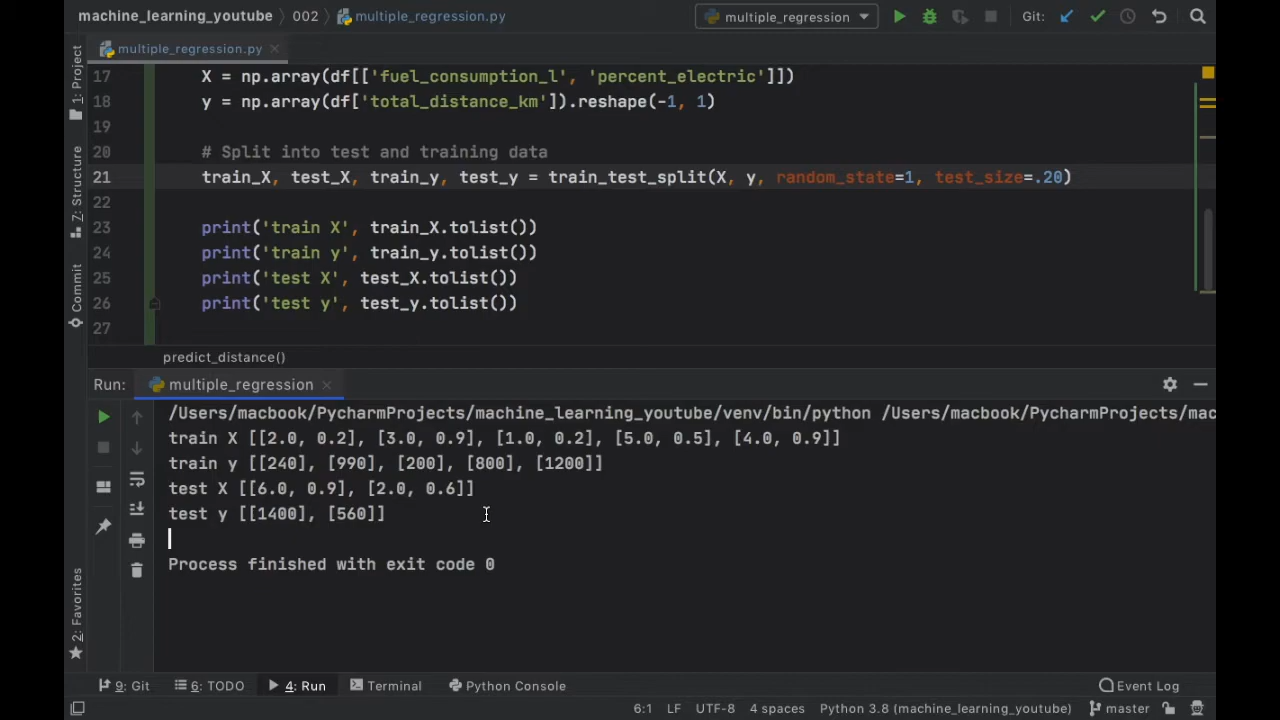 machine_learning_youtube 002 multiple_regression.py multiple_regression Git:
multiple_regression.py
1: Project
7: Structure
Commit
2: Favorites
17 X = np.array(df[['fuel_consumption_l', 'percent_electric']])
18 y = np.array(df['total_distance_km']).reshape(-1, 1)
19
20 # Split into test and training data
21 train_X, test_X, train_y, test_y = train_test_split(X, y, random_state=1, test_size=.20)
22
23 print('train X', train_X.tolist())
24 print('train y', train_y.tolist())
25 print('test X', test_X.tolist())
26 print('test y', test_y.tolist())
27
predict_distance()
Run: multiple_regression
/Users/macbook/PycharmProjects/machine_learning_youtube/venv/bin/python /Users/macbook/PycharmProjects/mac
train X [[2.0, 0.2], [3.0, 0.9], [1.0, 0.2], [5.0, 0.5], [4.0, 0.9]]
train y [[240], [990], [200], [800], [1200]]
test X [[6.0, 0.9], [2.0, 0.6]]
test y [[1400], [560]]
Process finished with exit code 0
9: Git 6: TODO 4: Run Terminal Python Console Event Log
6:1 LF UTF-8 4 spaces Python 3.8 (machine_learning_youtube) master